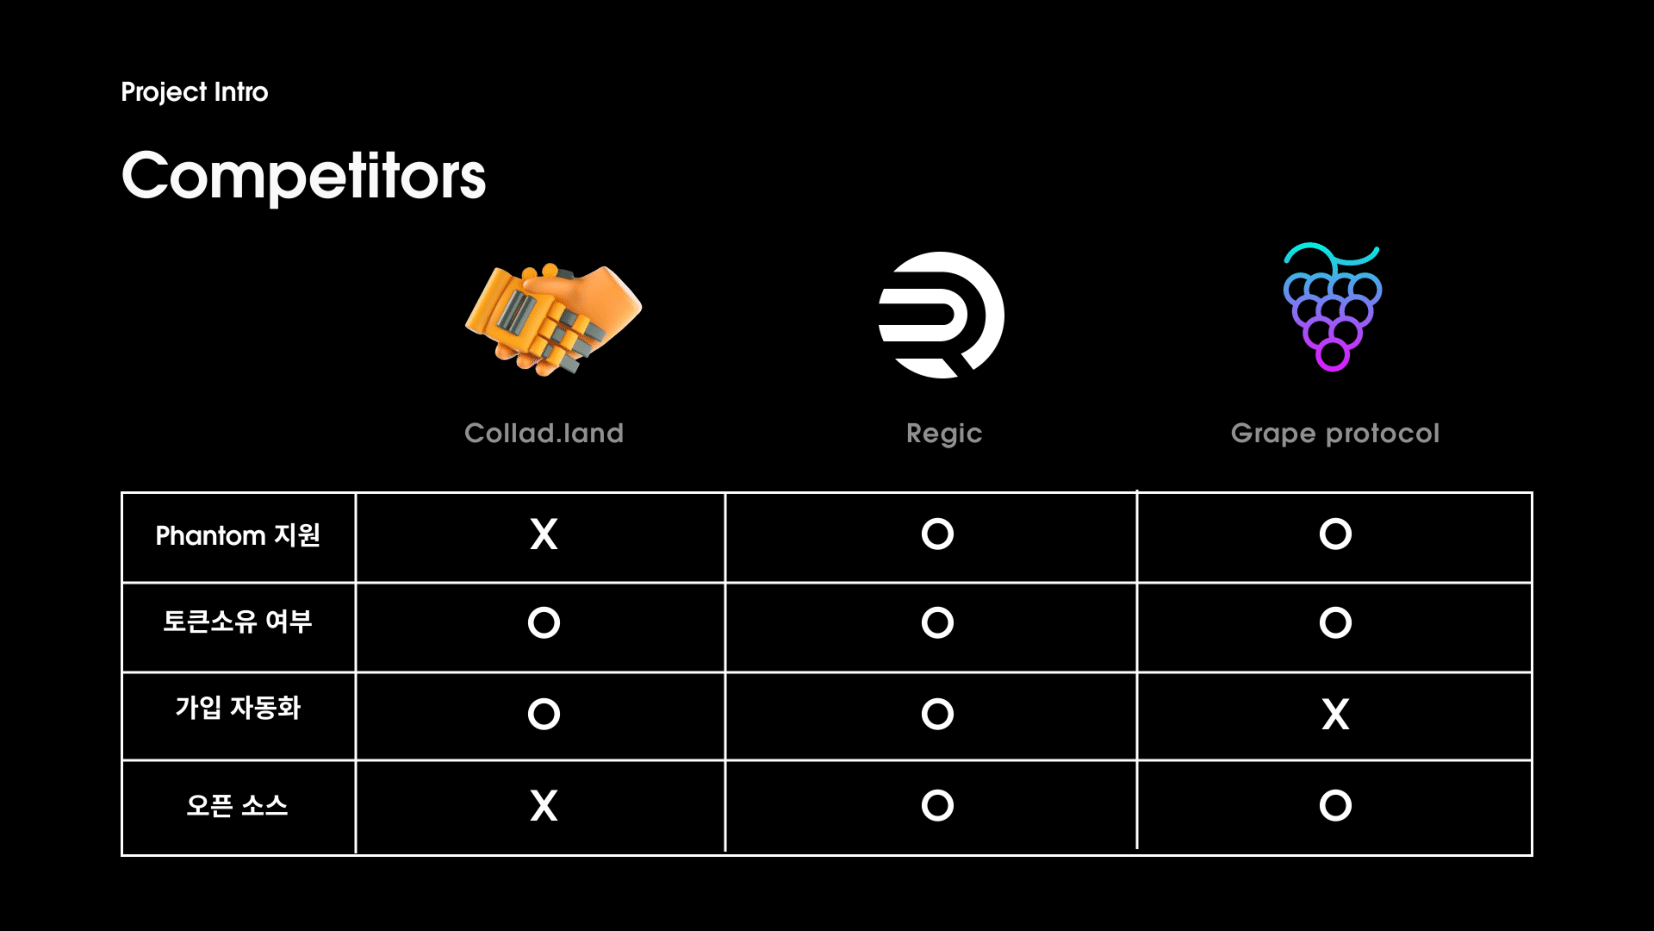 Project Intro
Competitors
Collad.land Regic Grape protocol
Phantom 지원 X O O
토큰소유 여부 O O O
가입 자동화 O O X
오픈 소스 X O O